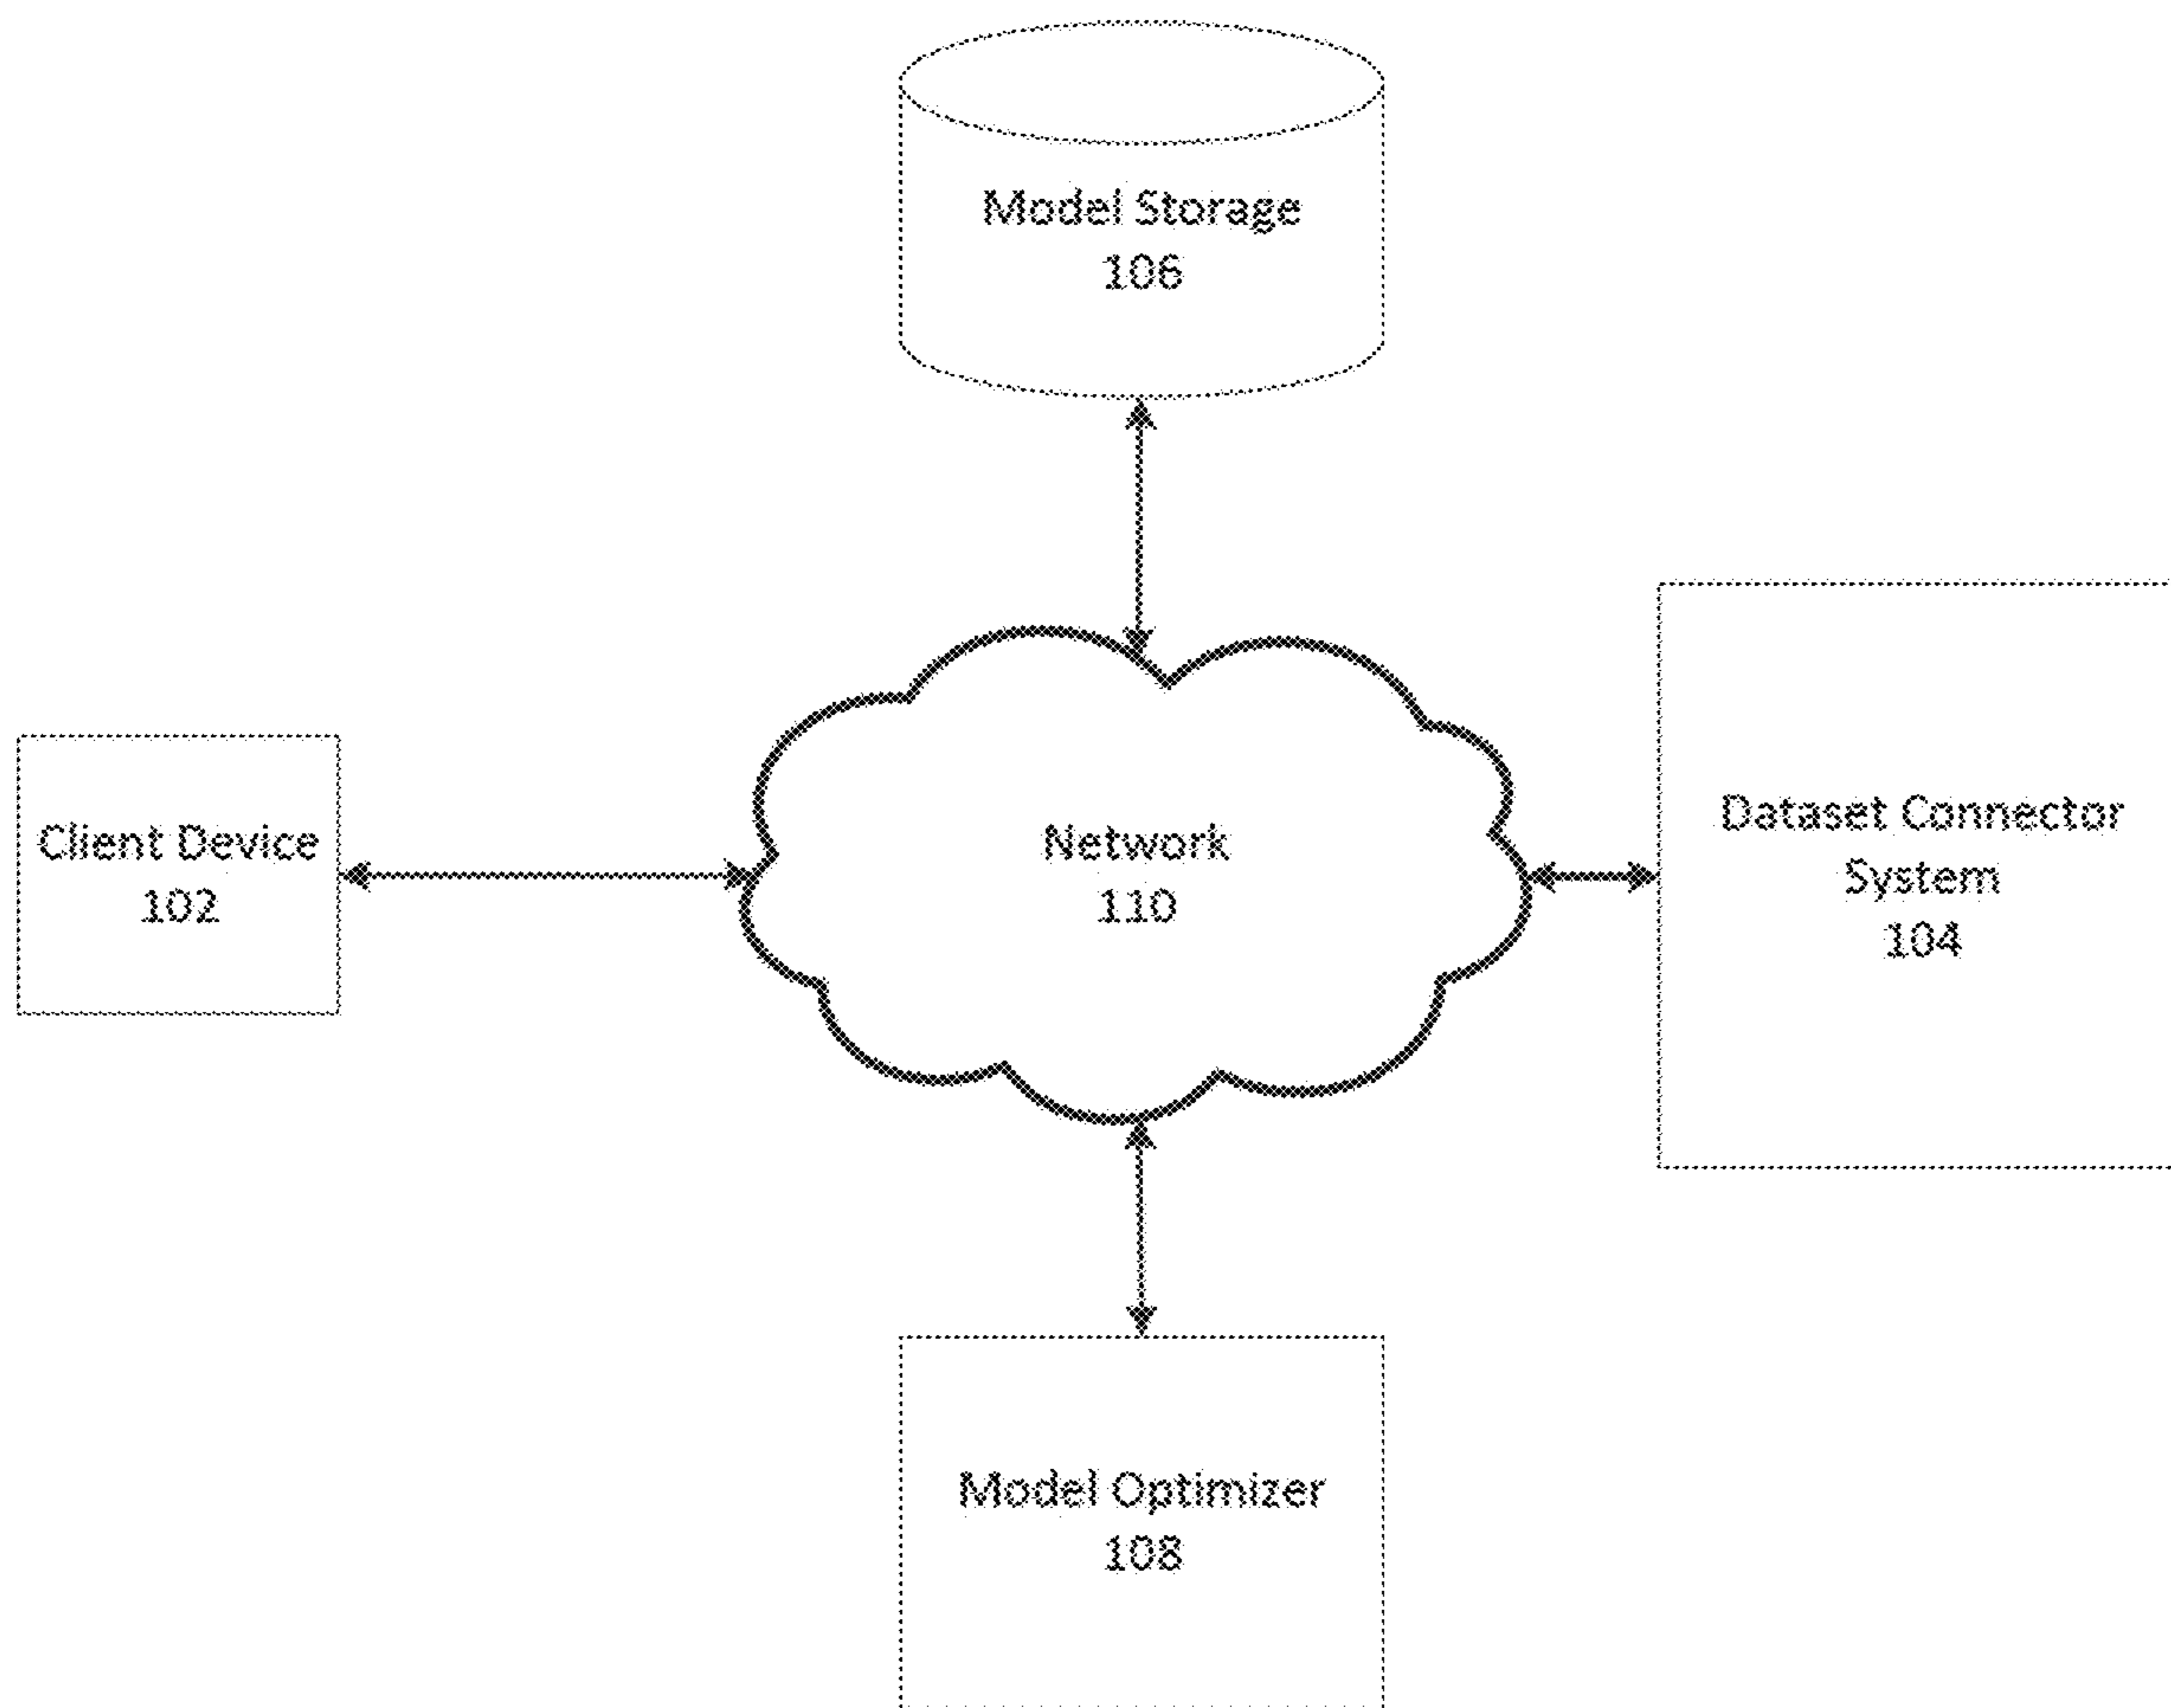 Model Storage
106
Client Device
102
Network
110
Dataset Connector
System
104
Model Optimizer
108